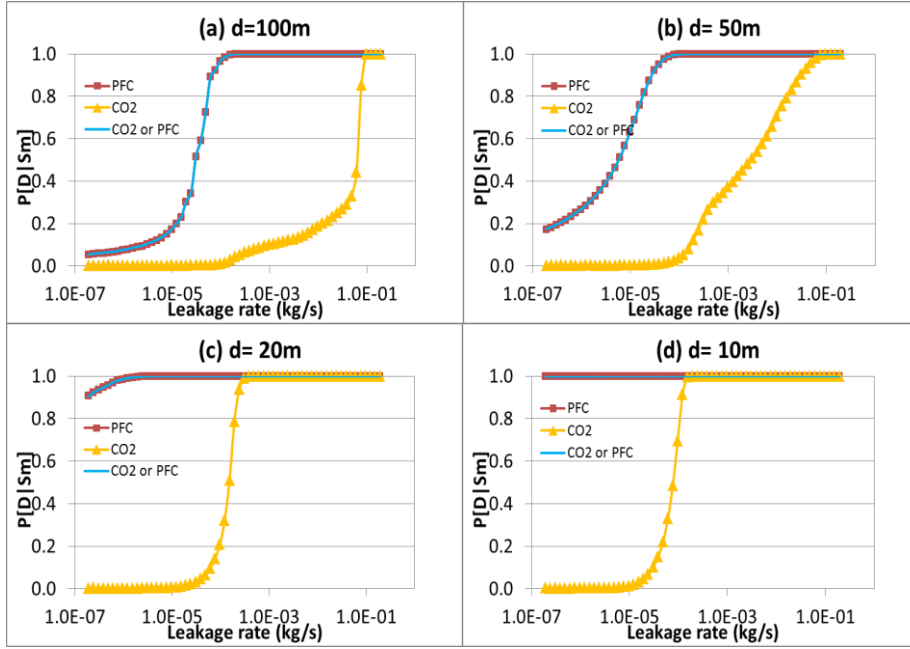 (a) d=100m
P[D|Sm]
1.0
0.8
0.6
0.4
0.2
0.0
PFC
CO2
CO2 or PFC
1.0E-07 1.0E-05 1.0E-03 1.0E-01
Leakage rate (kg/s)
(b) d= 50m
P[D|Sm]
1.0
0.8
0.6
0.4
0.2
0.0
PFC
CO2
CO2 or PFC
1.0E-07 1.0E-05 1.0E-03 1.0E-01
Leakage rate (kg/s)
(c) d= 20m
P[D|Sm]
1.0
0.8
0.6
0.4
0.2
0.0
PFC
CO2
CO2 or PFC
1.0E-07 1.0E-05 1.0E-03 1.0E-01
Leakage rate (kg/s)
(d) d= 10m
P[D|Sm]
1.0
0.8
0.6
0.4
0.2
0.0
PFC
CO2
CO2 or PFC
1.0E-07 1.0E-05 1.0E-03 1.0E-01
Leakage rate (kg/s)